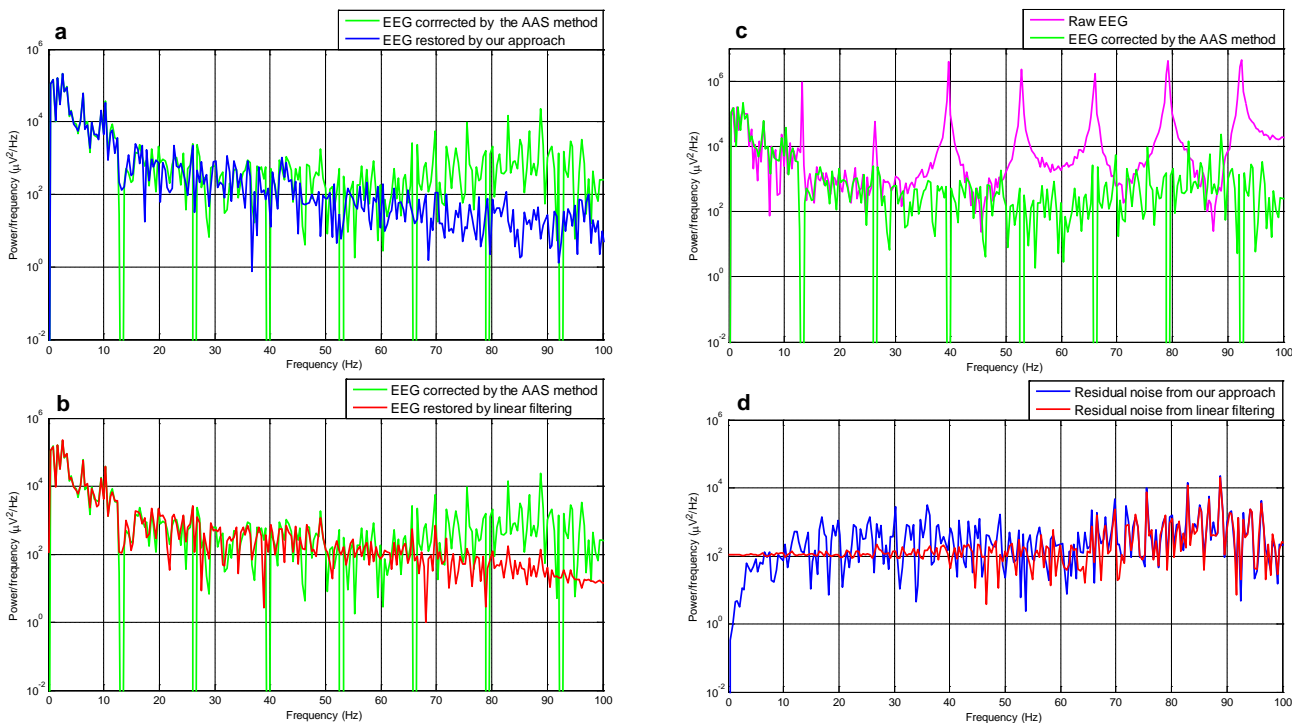 a
EEG corrrected by the AAS method
EEG restored by our approach
10^6
10^4
10^2
10^0
10^-2
Power/frequency (μV²/Hz)
0 10 20 30 40 50 60 70 80 90 100
Frequency (Hz)
b
EEG corrected by the AAS method
EEG restored by linear filtering
10^6
10^4
10^2
10^0
10^-2
Power/frequency (μV²/Hz)
0 10 20 30 40 50 60 70 80 90 100
Frequency (Hz)
c
Raw EEG
EEG corrected by the AAS method
10^6
10^4
10^2
10^0
10^-2
Power/frequency (μV²/Hz)
0 10 20 30 40 50 60 70 80 90 100
Frequency (Hz)
d
Residual noise from our approach
Residual noise from linear filtering
10^6
10^4
10^2
10^0
10^-2
Power/frequency (μV²/Hz)
0 10 20 30 40 50 60 70 80 90 100
Frequency (Hz)